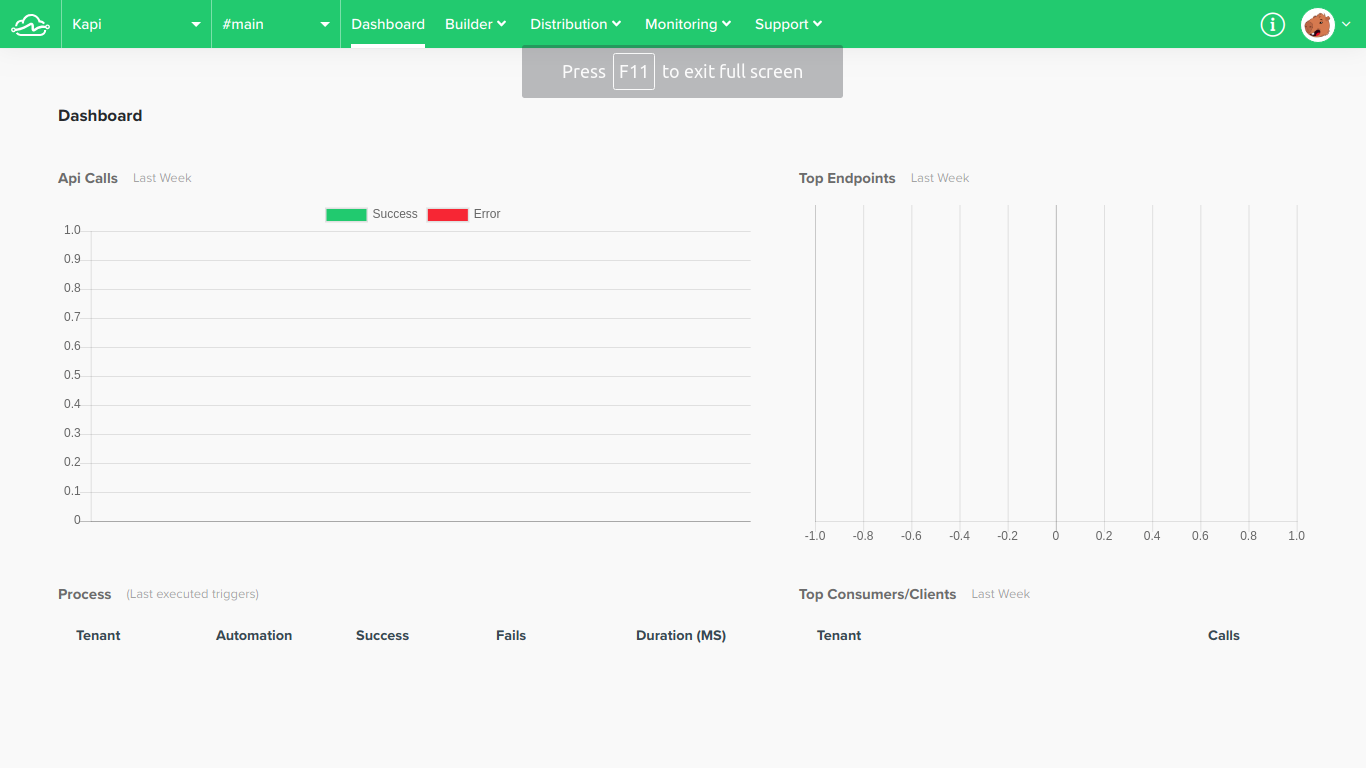 Kapi #main Dashboard Builder Distribution Monitoring Support
Press F11 to exit full screen
Dashboard
Api Calls Last Week
Success Error
1.0
0.9
0.8
0.7
0.6
0.5
0.4
0.3
0.2
0.1
0
Top Endpoints Last Week
-1.0 -0.8 -0.6 -0.4 -0.2 0 0.2 0.4 0.6 0.8 1.0
Process (Last executed triggers)
Tenant Automation Success Fails Duration (MS)
Top Consumers/Clients Last Week
Tenant Calls